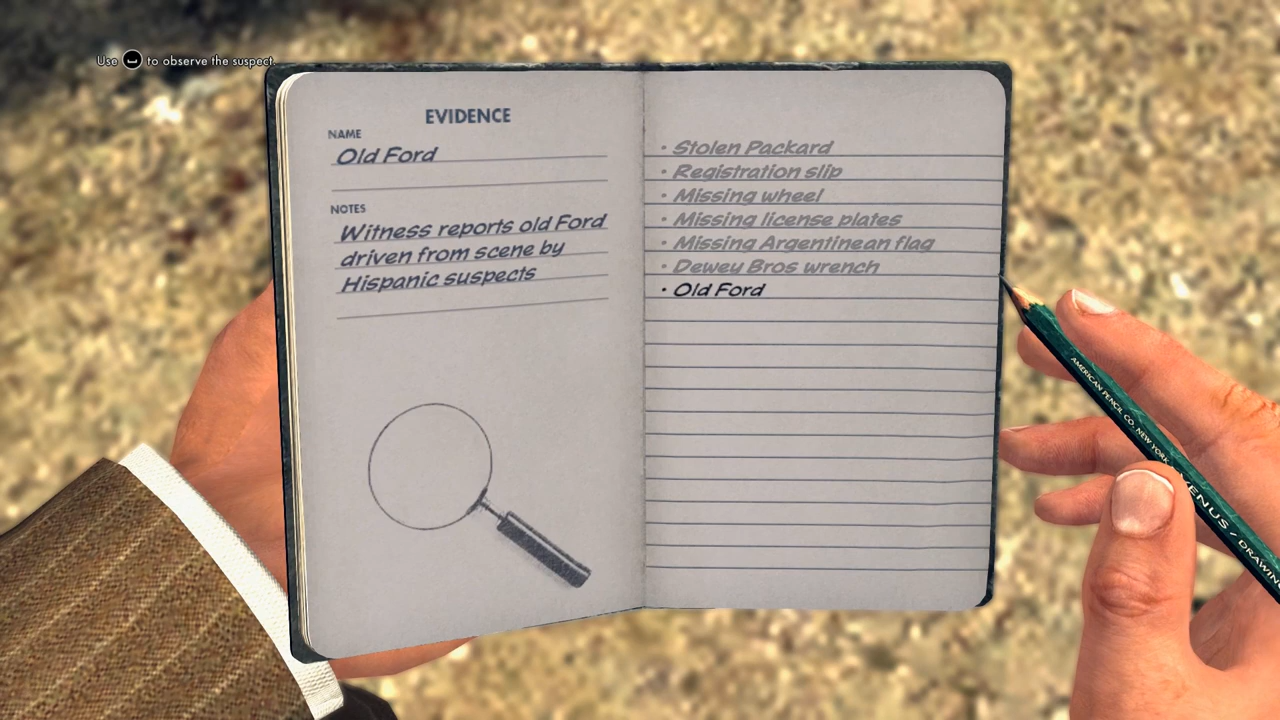 Use to observe the suspect.
EVIDENCE
NAME
Old Ford
NOTES
Witness reports old Ford
driven from scene by
Hispanic suspects
• Stolen Packard
• Registration slip
• Missing wheel
• Missing license plates
• Missing Argentinean flag
• Dewey Bros wrench
• Old Ford
AMERICAN PENCIL CO. NEW YORK
VENUS / DRAWING